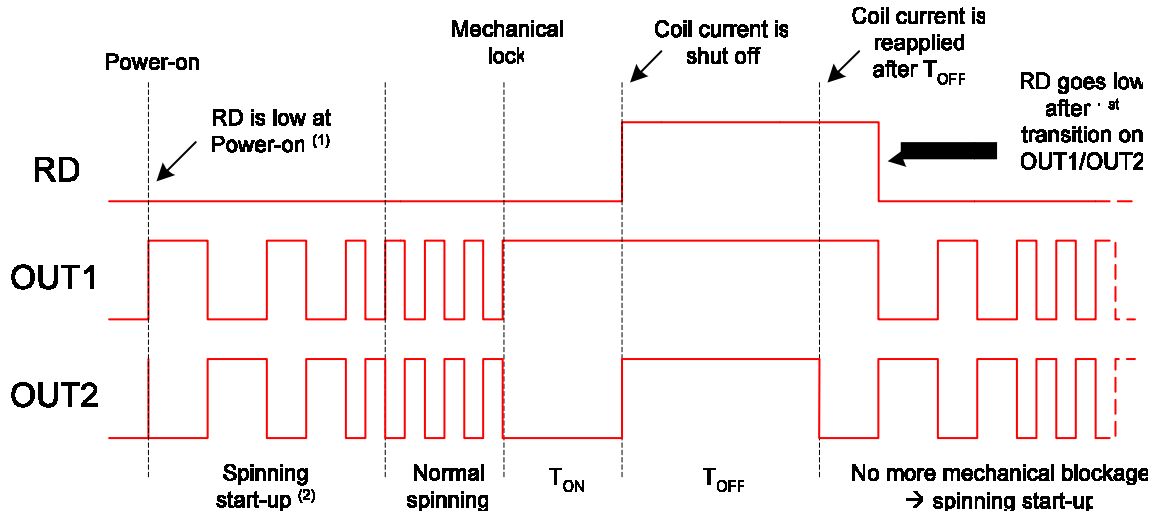 Power-on
Mechanical
lock
Coil current is
shut off
Coil current is
reapplied
after TOFF
RD is low at
Power-on (1)
RD goes low
after st
transition on
OUT1/OUT2
RD
OUT1
OUT2
Spinning
start-up (2)
Normal
spinning
TON
TOFF
No more mechanical blockage
→ spinning start-up